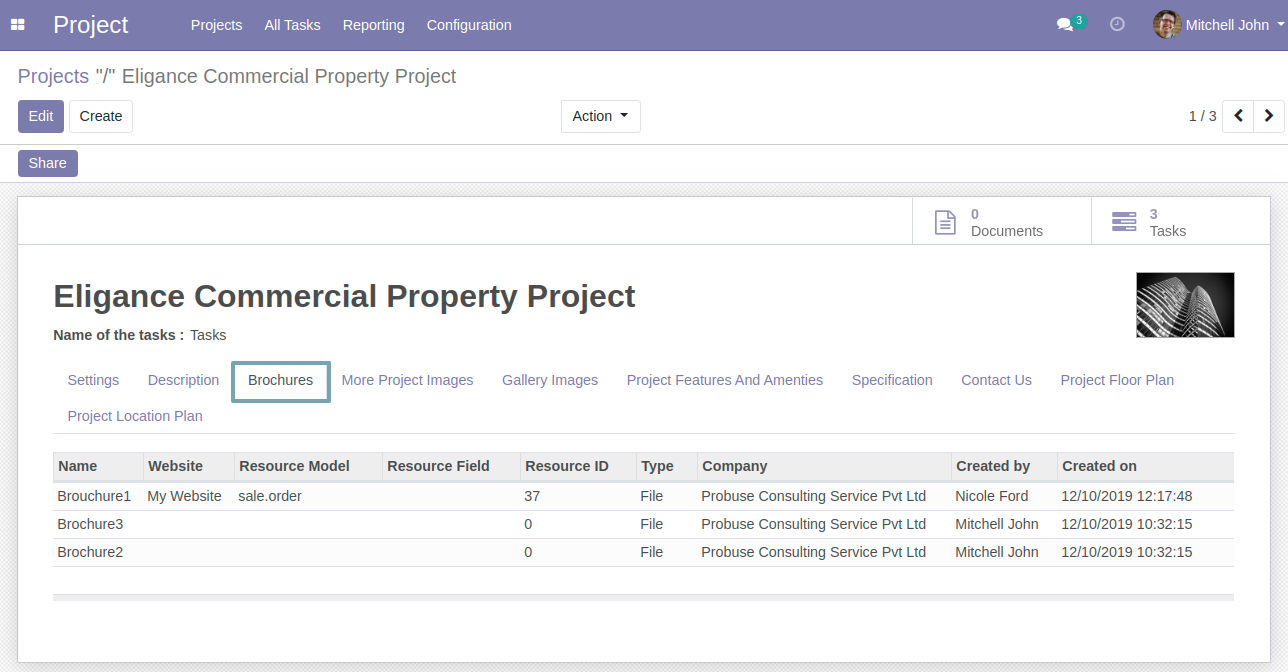 Project Projects All Tasks Reporting Configuration 3 Mitchell John
Projects "/" Eligance Commercial Property Project
Edit Create Action 1 / 3
Share
0 Documents 3 Tasks
Eligance Commercial Property Project
Name of the tasks : Tasks
Settings Description Brochures More Project Images Gallery Images Project Features And Amenties Specification Contact Us Project Floor Plan
Project Location Plan
Name Website Resource Model Resource Field Resource ID Type Company Created by Created on
Brouchure1 My Website sale.order 37 File Probuse Consulting Service Pvt Ltd Nicole Ford 12/10/2019 12:17:48
Brochure3 0 File Probuse Consulting Service Pvt Ltd Mitchell John 12/10/2019 10:32:15
Brochure2 0 File Probuse Consulting Service Pvt Ltd Mitchell John 12/10/2019 10:32:15